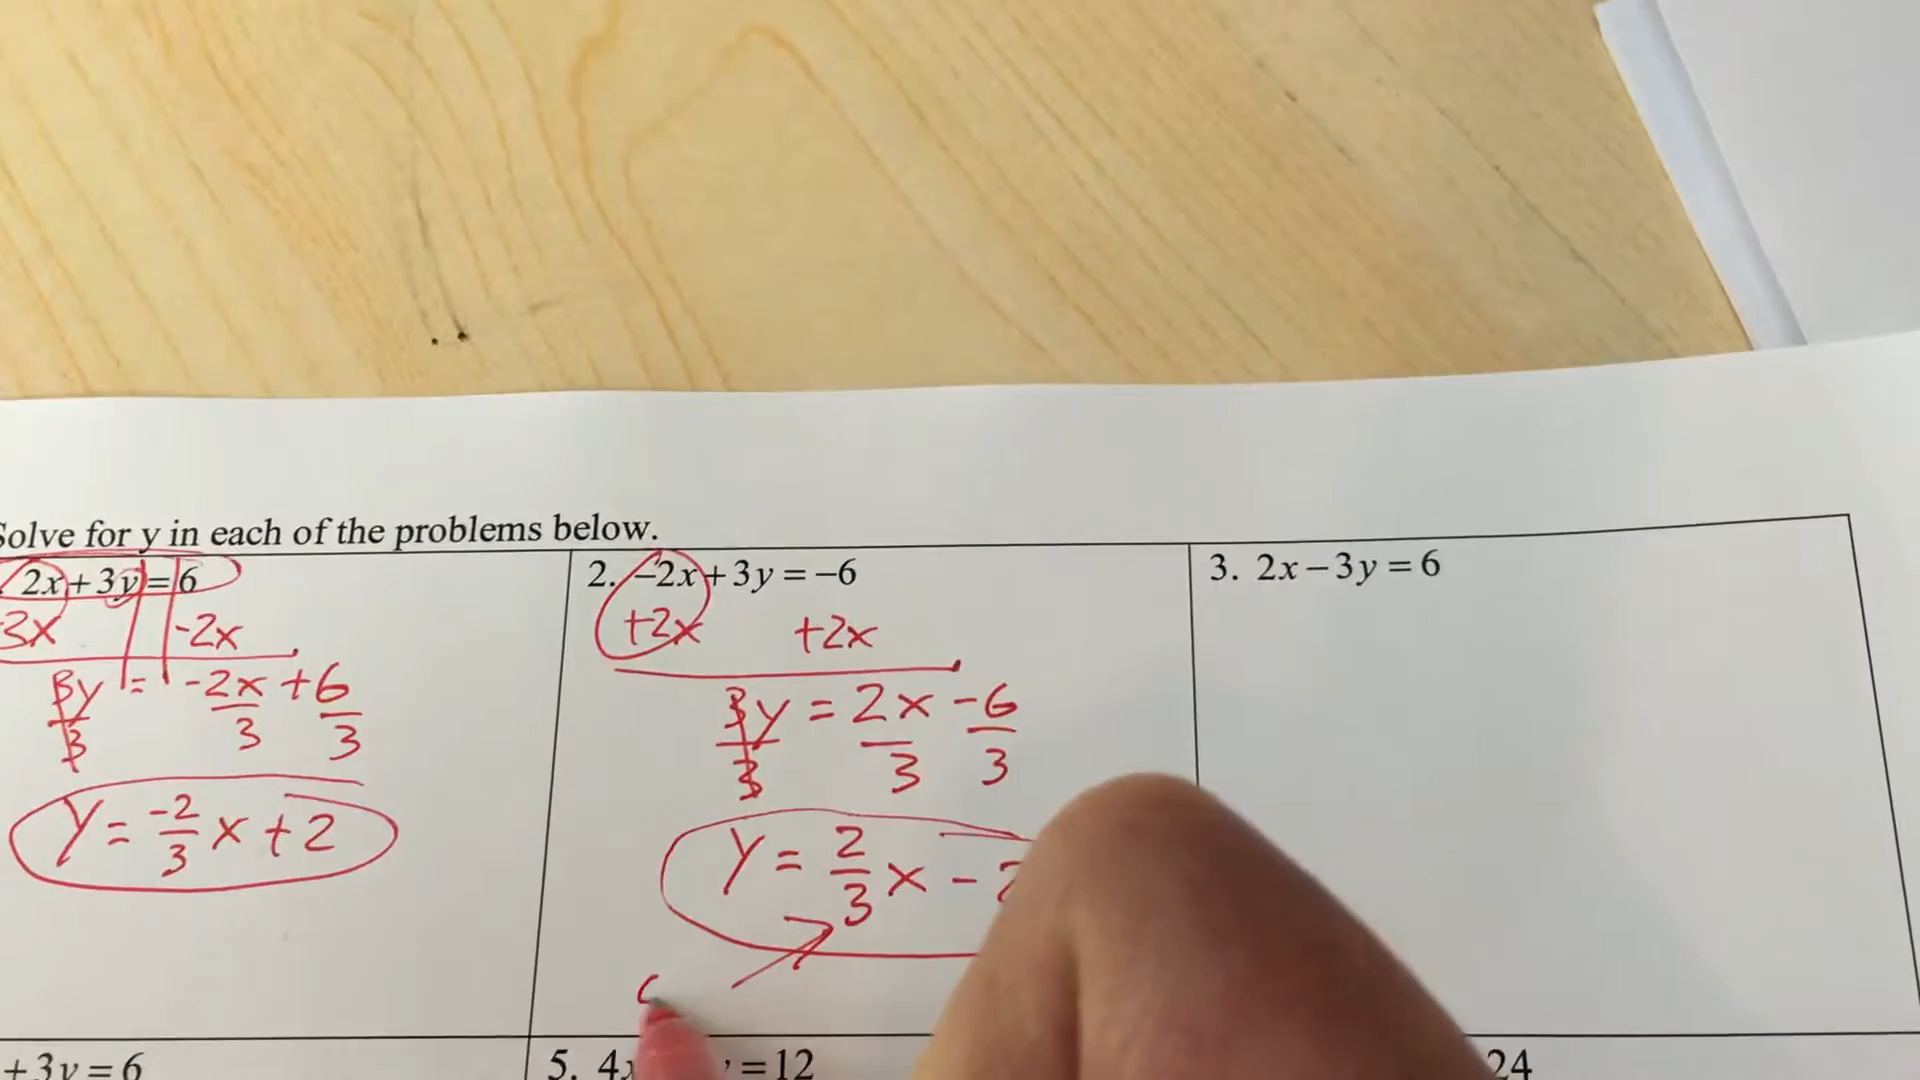 Solve for y in each of the problems below.
2x + 3y = 6
3x -2x
3y = -2x + 6
3 3 3
y = -2/3 x + 2
2. −2x + 3y = −6
+2x +2x
3y = 2x - 6
3 3 3
y = 2/3 x -
3. 2x − 3y = 6
+ 3y = 6
5. 4x = 12
24